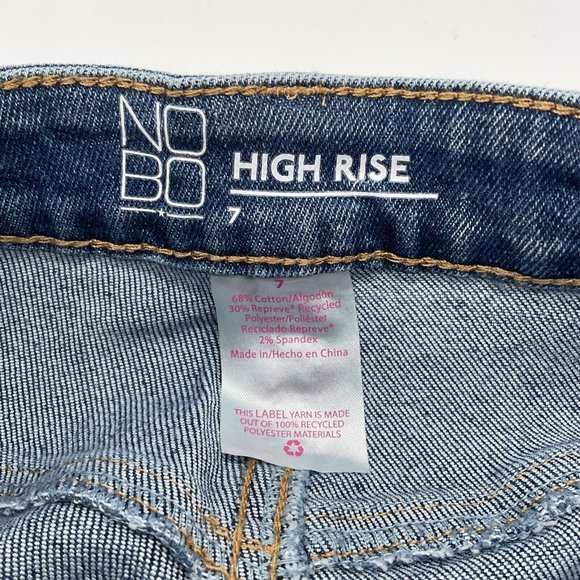 NO
BO
HIGH RISE
7
7
68% Cotton/Algodón
30% Repreve® Recycled
Polyester/Poliéster
Reciclado Repreve®
2% Spandex
Made in/Hecho en China
THIS LABEL YARN IS MADE
OUT OF 100% RECYCLED
POLYESTER MATERIALS